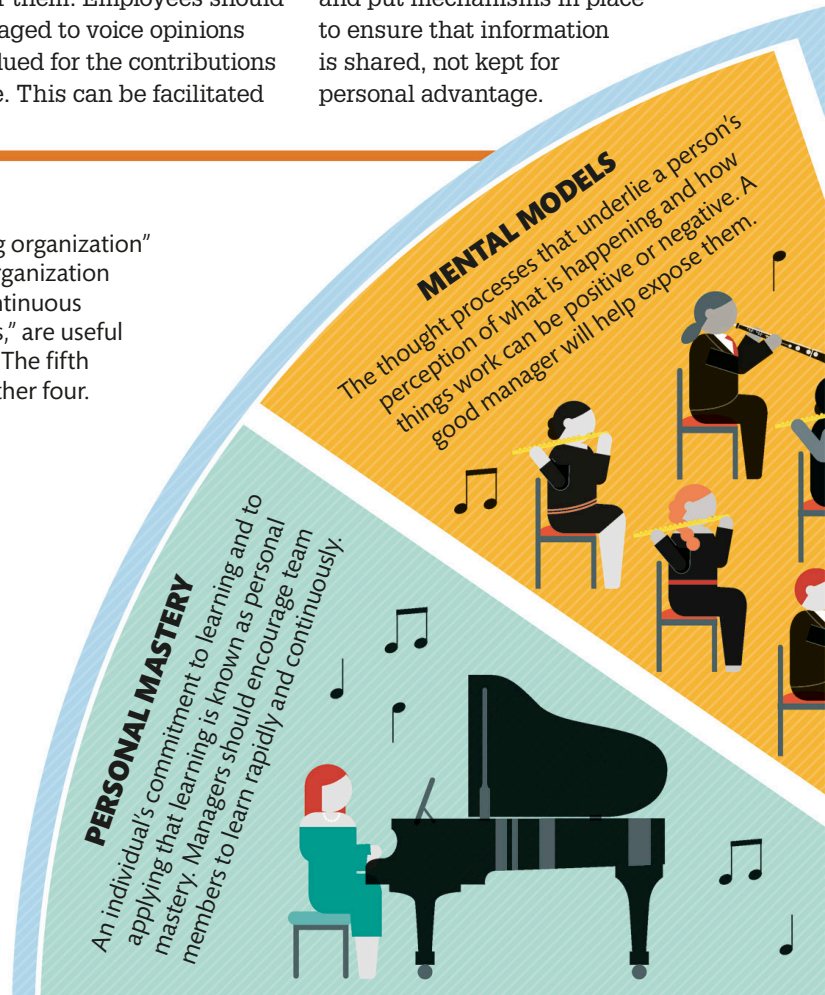 r them. Employees should
aged to voice opinions
lued for the contributions
e. This can be facilitated
and put mechanisms in place
to ensure that information
is shared, not kept for
personal advantage.
g organization”
rganization
ntinuous
s,” are useful
The fifth
ther four.
MENTAL MODELS
The thought processes that underlie a person’s
perception of what is happening and how
things work can be positive or negative. A
good manager will help expose them.
PERSONAL MASTERY
An individual’s commitment to learning and to
applying that learning is known as personal
mastery. Managers should encourage team
members to learn rapidly and continuously.